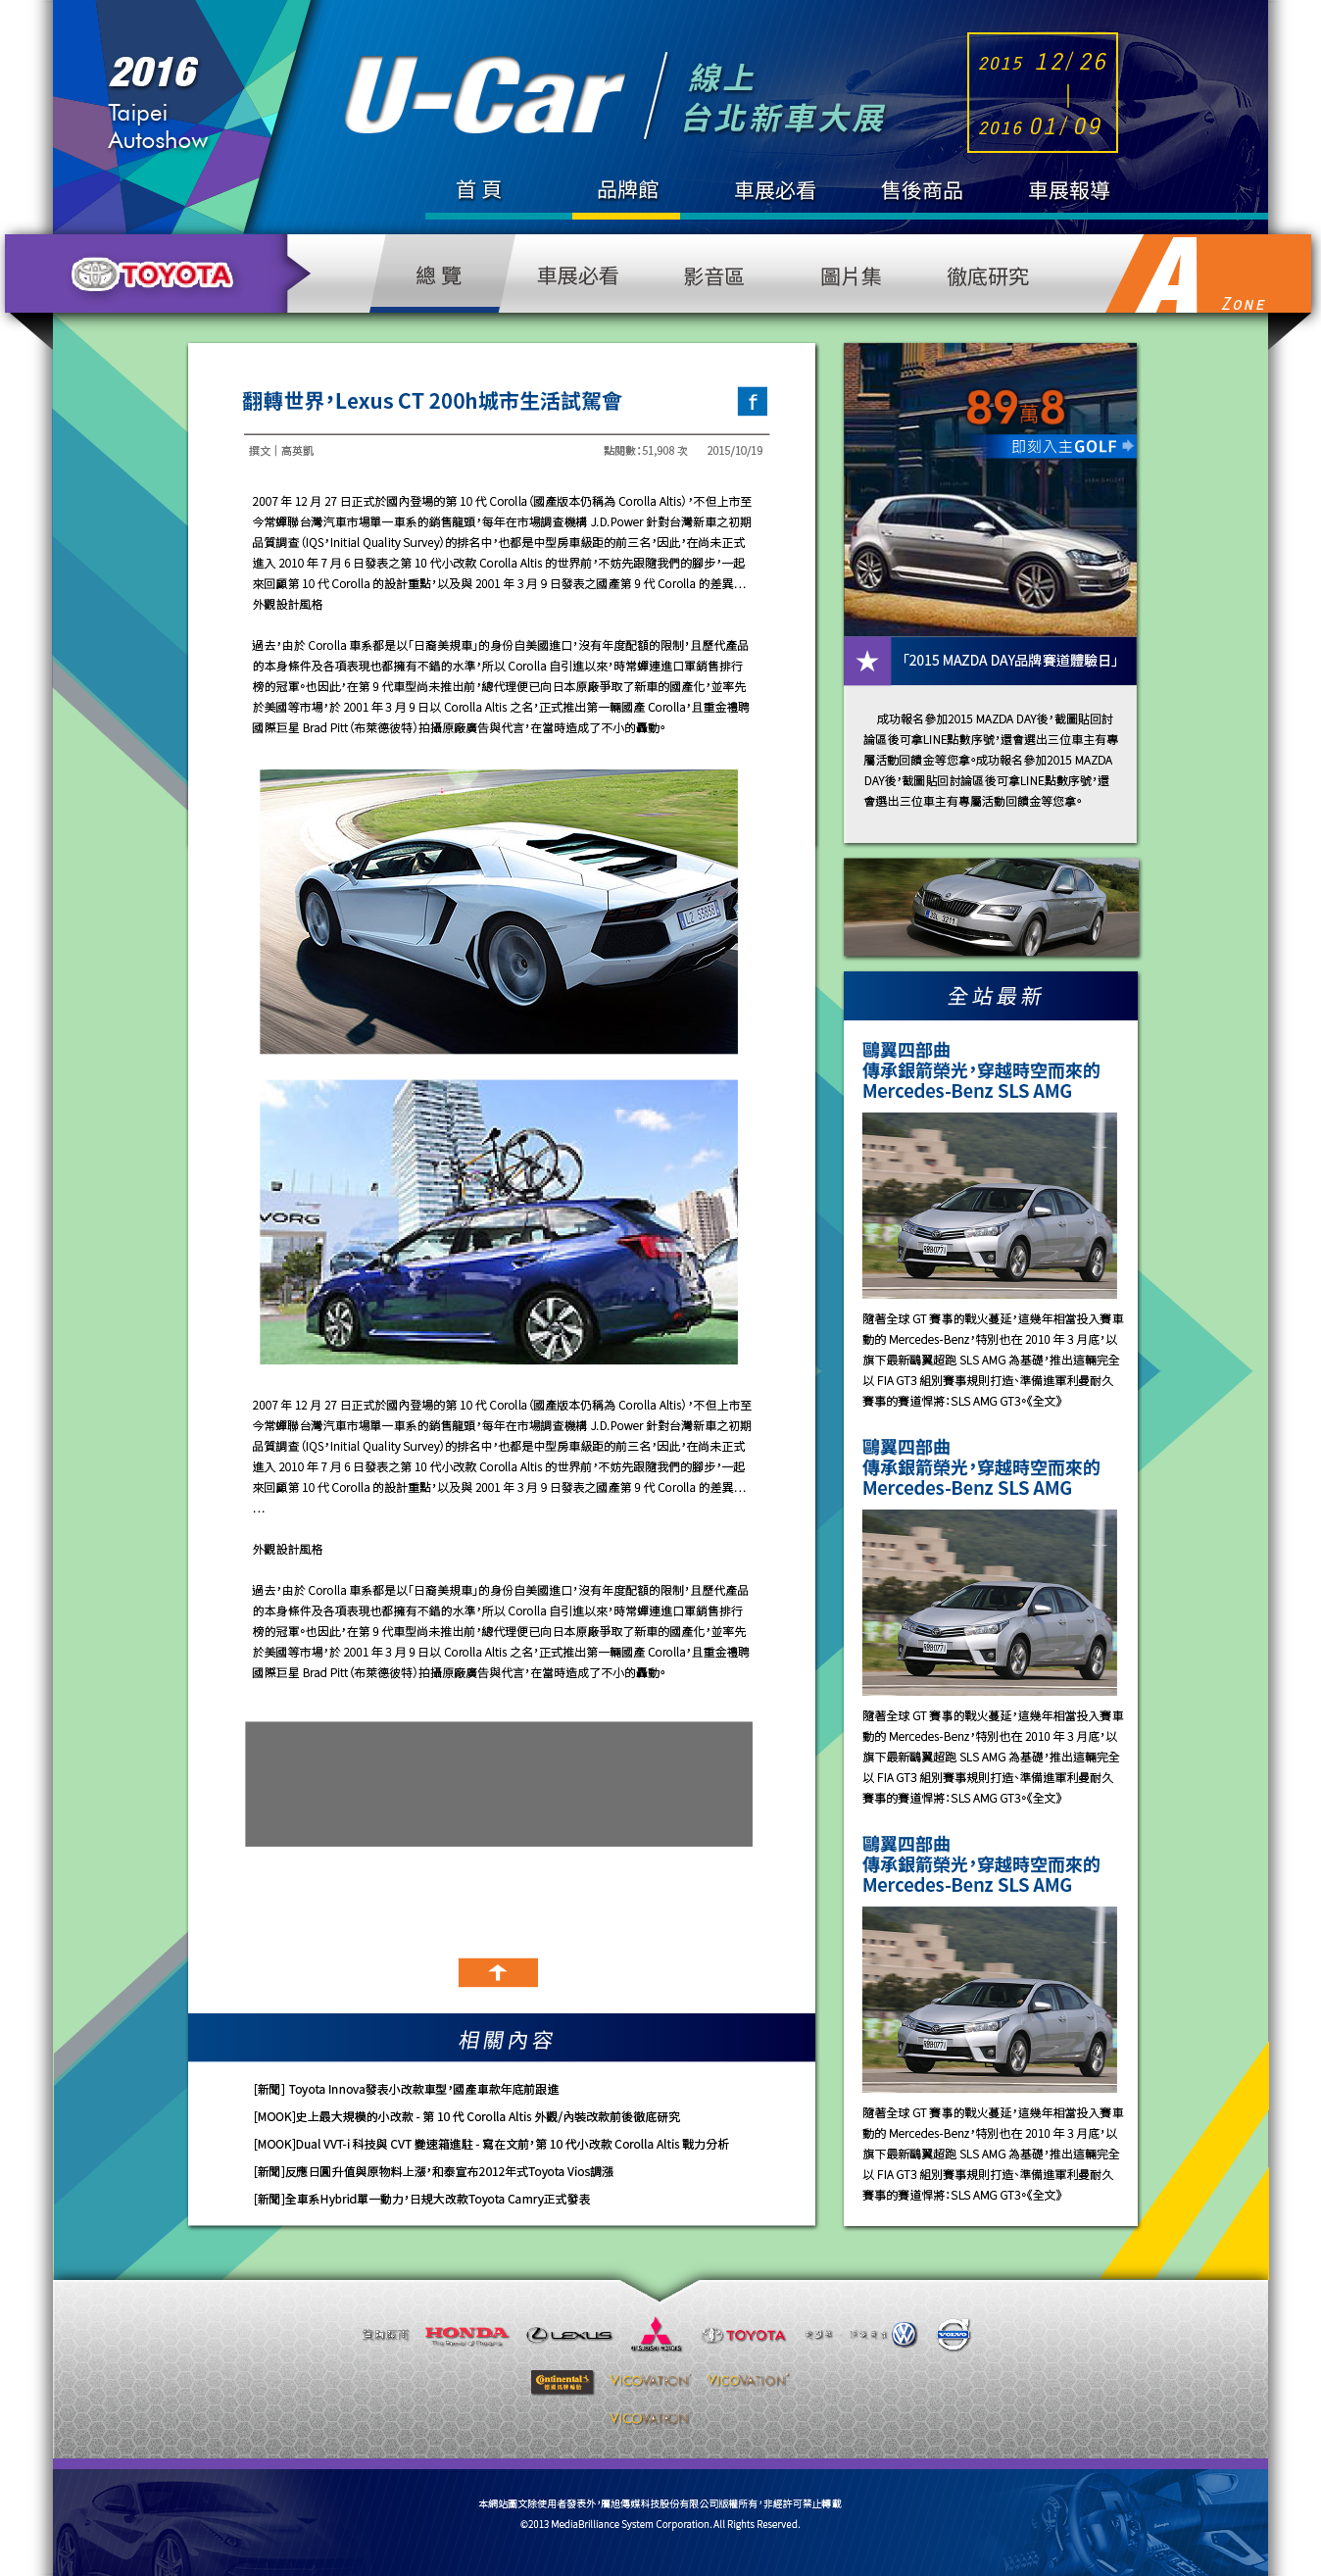 2016
Taipei
Autoshow
U-Car
線上
台北新車大展
2015 12/26
2016 01/09
首 頁
品牌館
車展必看
售後商品
車展報導
TOYOTA
總 覽
車展必看
影音區
圖片集
徹底研究
A
ZONE
翻轉世界，Lexus CT 200h城市生活試駕會
f
撰文｜高英凱
點閱數：51,908 次
2015/10/19
2007 年 12 月 27 日正式於國內登場的第 10 代 Corolla（國產版本仍稱為 Corolla Altis），不但上市至
今常蟬聯台灣汽車市場單一車系的銷售龍頭，每年在市場調查機構 J.D.Power 針對台灣新車之初期
品質調查（IQS，Initial Quality Survey）的排名中，也都是中型房車級距的前三名，因此，在尚未正式
進入 2010 年 7 月 6 日發表之第 10 代小改款 Corolla Altis 的世界前，不妨先跟隨我們的腳步，一起
來回顧第 10 代 Corolla 的設計重點，以及與 2001 年 3 月 9 日發表之國產第 9 代 Corolla 的差異…
外觀設計風格
過去，由於 Corolla 車系都是以「日裔美規車」的身份自美國進口，沒有年度配額的限制，且歷代產品
的本身條件及各項表現也都擁有不錯的水準，所以 Corolla 自引進以來，時常蟬連進口軍銷售排行
榜的冠軍。也因此，在第 9 代車型尚未推出前，總代理便已向日本原廠爭取了新車的國產化，並率先
於美國等市場，於 2001 年 3 月 9 日以 Corolla Altis 之名，正式推出第一輛國產 Corolla，且重金禮聘
國際巨星 Brad Pitt（布萊德彼特）拍攝原廠廣告與代言，在當時造成了不小的轟動。
VORG
2007 年 12 月 27 日正式於國內登場的第 10 代 Corolla（國產版本仍稱為 Corolla Altis），不但上市至
今常蟬聯台灣汽車市場單一車系的銷售龍頭，每年在市場調查機構 J.D.Power 針對台灣新車之初期
品質調查（IQS，Initial Quality Survey）的排名中，也都是中型房車級距的前三名，因此，在尚未正式
進入 2010 年 7 月 6 日發表之第 10 代小改款 Corolla Altis 的世界前，不妨先跟隨我們的腳步，一起
來回顧第 10 代 Corolla 的設計重點，以及與 2001 年 3 月 9 日發表之國產第 9 代 Corolla 的差異…
…
外觀設計風格
過去，由於 Corolla 車系都是以「日裔美規車」的身份自美國進口，沒有年度配額的限制，且歷代產品
的本身條件及各項表現也都擁有不錯的水準，所以 Corolla 自引進以來，時常蟬連進口軍銷售排行
榜的冠軍。也因此，在第 9 代車型尚未推出前，總代理便已向日本原廠爭取了新車的國產化，並率先
於美國等市場，於 2001 年 3 月 9 日以 Corolla Altis 之名，正式推出第一輛國產 Corolla，且重金禮聘
國際巨星 Brad Pitt（布萊德彼特）拍攝原廠廣告與代言，在當時造成了不小的轟動。
相關內容
[新聞] Toyota Innova發表小改款車型，國產車款年底前跟進
[MOOK]史上最大規模的小改款 - 第 10 代 Corolla Altis 外觀/內裝改款前後徹底研究
[MOOK]Dual VVT-i 科技與 CVT 變速箱進駐 - 寫在文前，第 10 代小改款 Corolla Altis 戰力分析
[新聞]反應日圓升值與原物料上漲，和泰宣布2012年式Toyota Vios調漲
[新聞]全車系Hybrid單一動力，日規大改款Toyota Camry正式發表
89萬8
即刻入主GOLF
「2015 MAZDA DAY品牌賽道體驗日」
成功報名參加2015 MAZDA DAY後，截圖貼回討
論區後可拿LINE點數序號，還會選出三位車主有專
屬活動回饋金等您拿。成功報名參加2015 MAZDA
DAY後，截圖貼回討論區後可拿LINE點數序號，還
會選出三位車主有專屬活動回饋金等您拿。
全站最新
鷗翼四部曲
傳承銀箭榮光，穿越時空而來的
Mercedes-Benz SLS AMG
隨著全球 GT 賽事的戰火蔓延，這幾年相當投入賽車
動的 Mercedes-Benz，特別也在 2010 年 3 月底，以
旗下最新鷗翼超跑 SLS AMG 為基礎，推出這輛完全
以 FIA GT3 組別賽事規則打造、準備進軍利曼耐久
賽事的賽道悍將：SLS AMG GT3。《全文》
鷗翼四部曲
傳承銀箭榮光，穿越時空而來的
Mercedes-Benz SLS AMG
隨著全球 GT 賽事的戰火蔓延，這幾年相當投入賽車
動的 Mercedes-Benz，特別也在 2010 年 3 月底，以
旗下最新鷗翼超跑 SLS AMG 為基礎，推出這輛完全
以 FIA GT3 組別賽事規則打造、準備進軍利曼耐久
賽事的賽道悍將：SLS AMG GT3。《全文》
鷗翼四部曲
傳承銀箭榮光，穿越時空而來的
Mercedes-Benz SLS AMG
隨著全球 GT 賽事的戰火蔓延，這幾年相當投入賽車
動的 Mercedes-Benz，特別也在 2010 年 3 月底，以
旗下最新鷗翼超跑 SLS AMG 為基礎，推出這輛完全
以 FIA GT3 組別賽事規則打造、準備進軍利曼耐久
賽事的賽道悍將：SLS AMG GT3。《全文》
贊助廠商
HONDA
The Power of Dreams
LEXUS
MITSUBISHI MOTORS
TOYOTA
VOLVO
Continental
VICOVATION
VICOVATION
VICOVATION
本網站圖文除使用者發表外，屬旭傳媒科技股份有限公司版權所有，非經許可禁止轉載
©2013 MediaBrilliance System Corporation. All Rights Reserved.